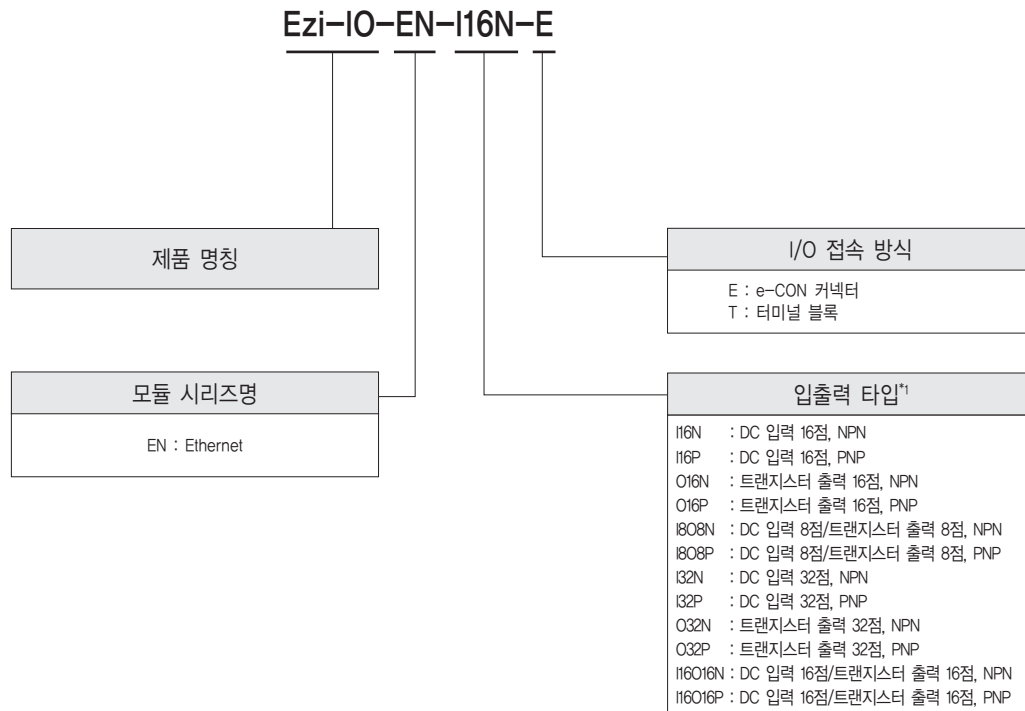 Ezi-IO-EN-I16N-E
제품 명칭
모듈 시리즈명
EN : Ethernet
I/O 접속 방식
E : e-CON 커넥터
T : 터미널 블록
입출력 타입*1
I16N : DC 입력 16점, NPN
I16P : DC 입력 16점, PNP
O16N : 트랜지스터 출력 16점, NPN
O16P : 트랜지스터 출력 16점, PNP
I8O8N : DC 입력 8점/트랜지스터 출력 8점, NPN
I8O8P : DC 입력 8점/트랜지스터 출력 8점, PNP
I32N : DC 입력 32점, NPN
I32P : DC 입력 32점, PNP
O32N : 트랜지스터 출력 32점, NPN
O32P : 트랜지스터 출력 32점, PNP
I16O16N : DC 입력 16점/트랜지스터 출력 16점, NPN
I16O16P : DC 입력 16점/트랜지스터 출력 16점, PNP